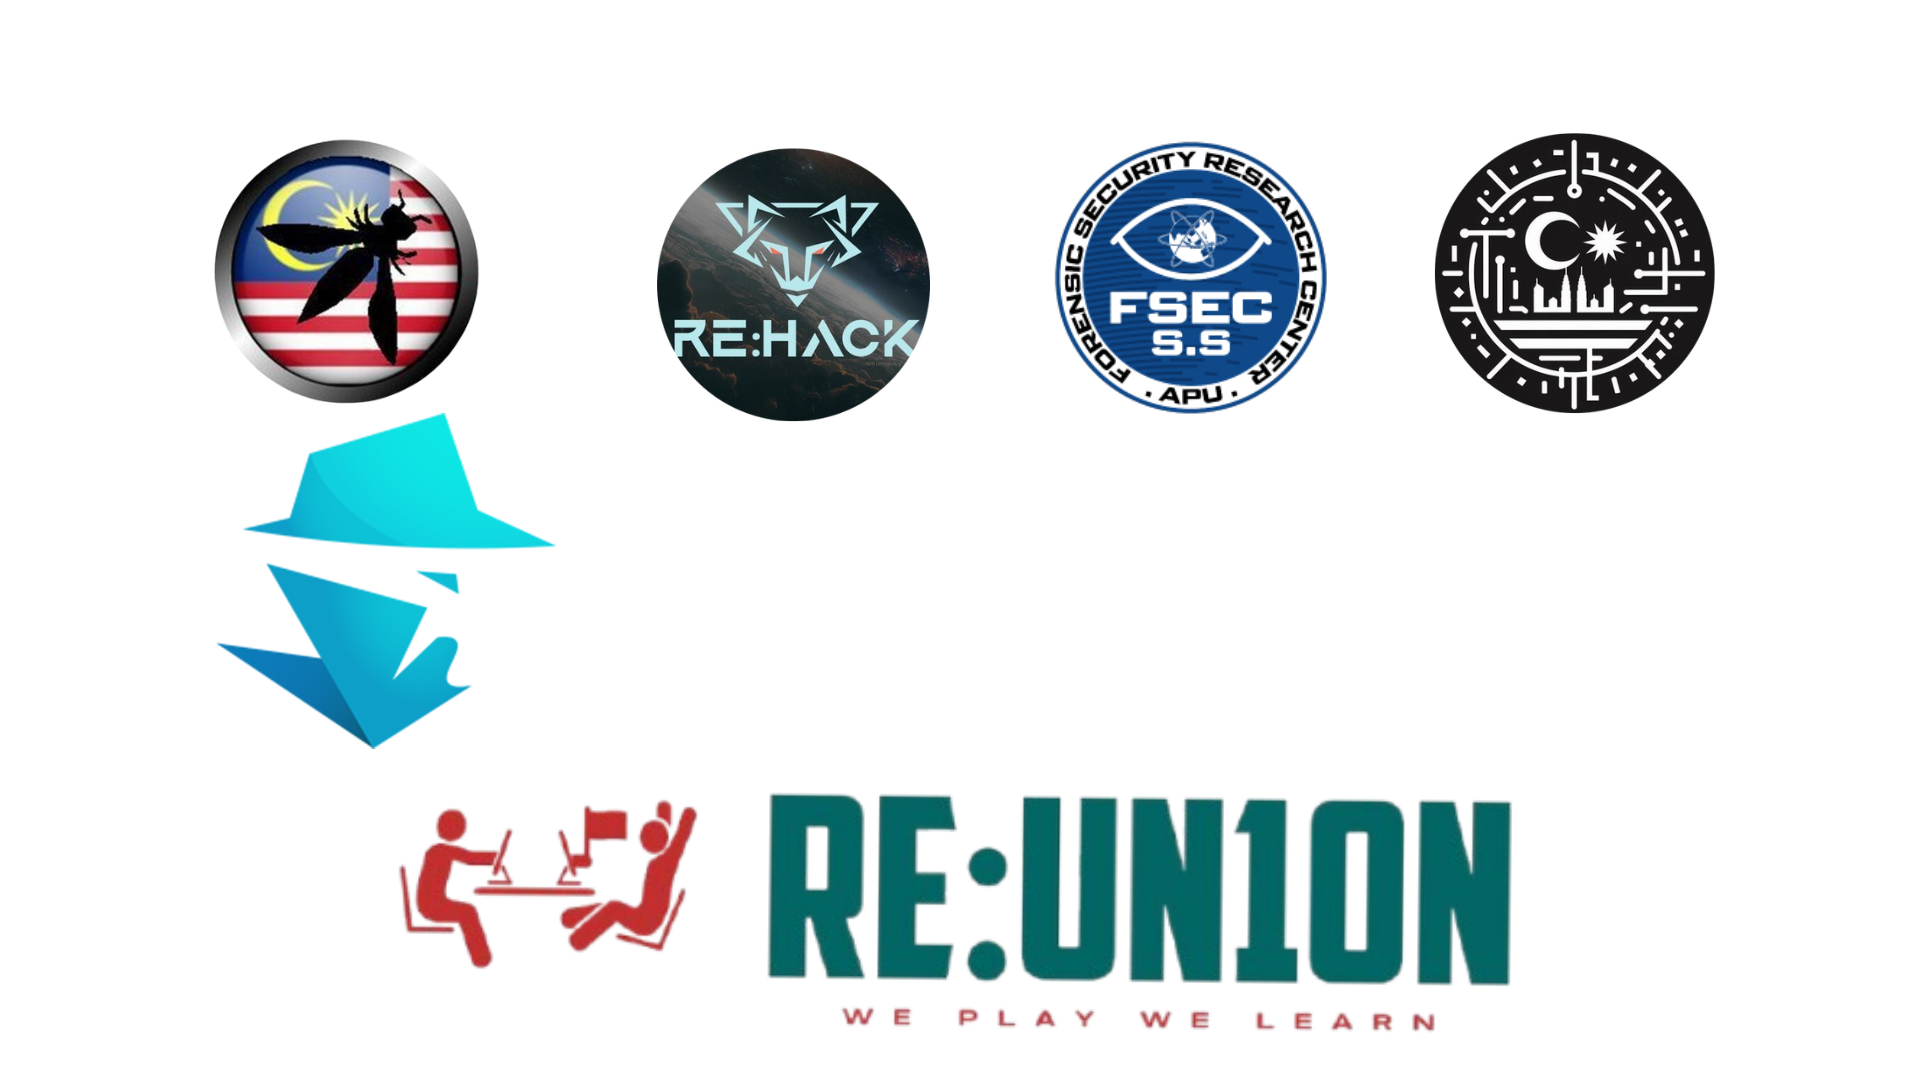 RE:HACK
FORENSIC SECURITY RESEARCH CENTER
FSEC
S.S
· APU ·
RE:UN1ON
WE PLAY WE LEARN